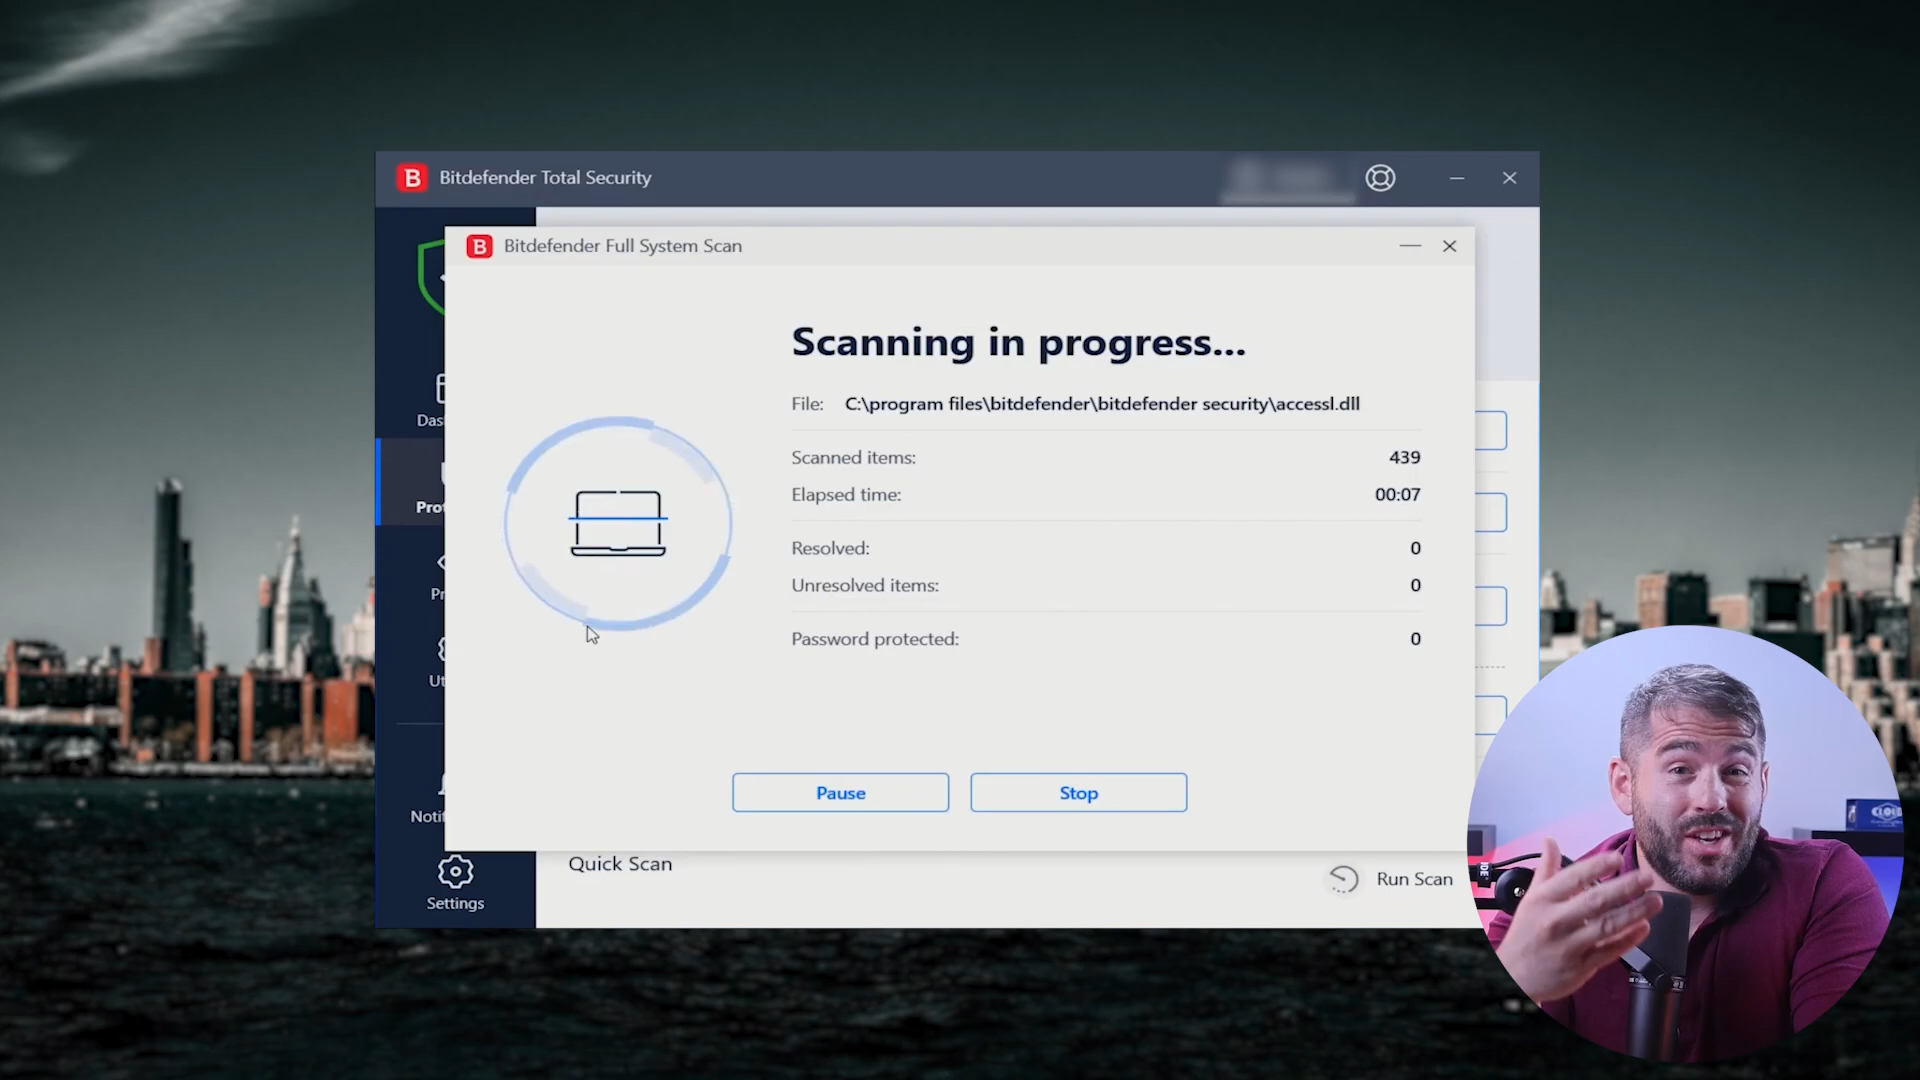 B Bitdefender Total Security
B Bitdefender Full System Scan
Scanning in progress...
File: C:\program files\bitdefender\bitdefender security\accessl.dll
Scanned items: 439
Elapsed time: 00:07
Resolved: 0
Unresolved items: 0
Password protected: 0
Pause Stop
Das
Pro
Pr
Ut
Notif
Settings
Quick Scan
Run Scan
CLOUD